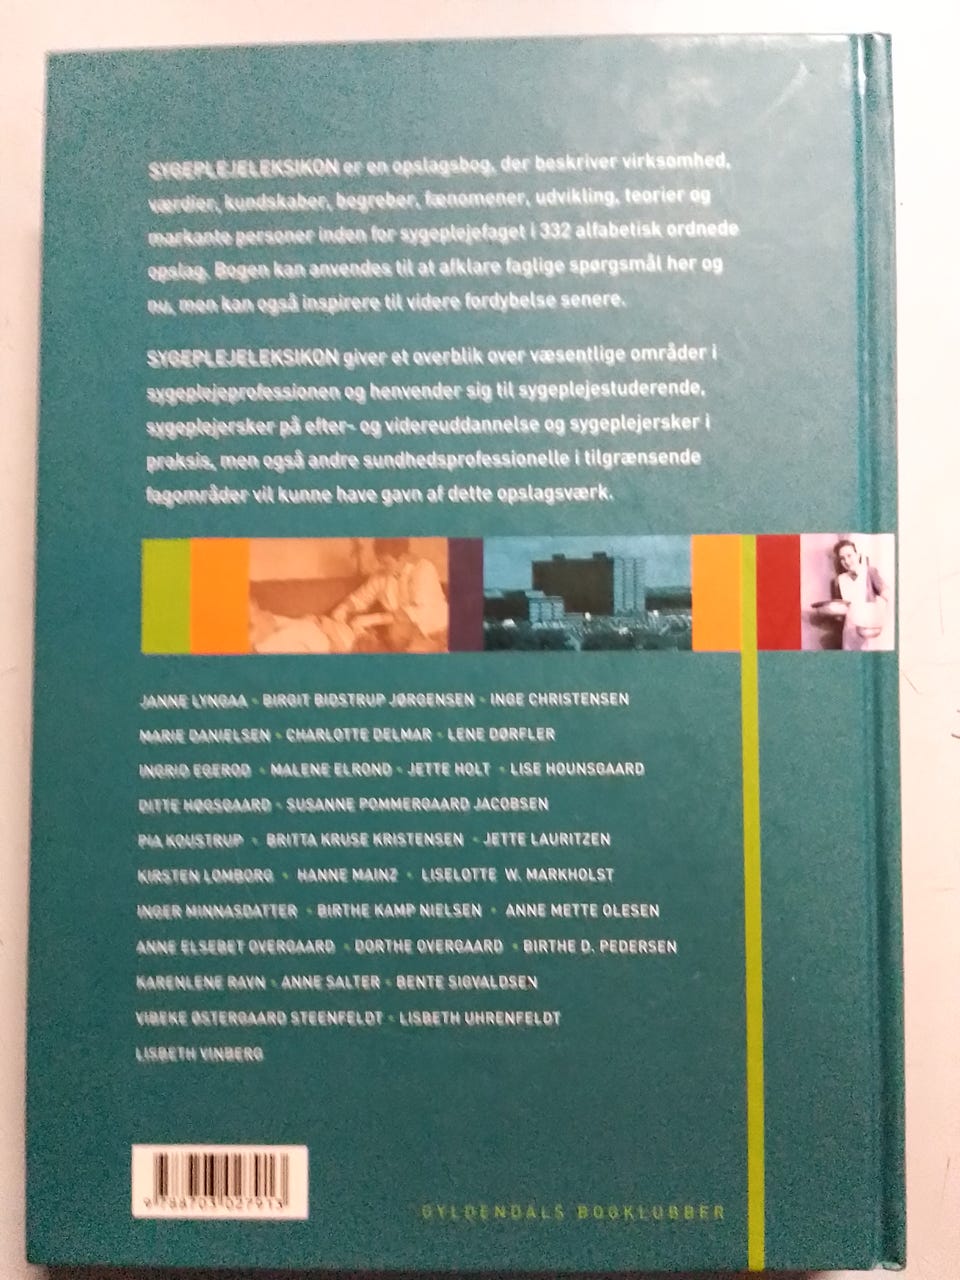 SYGEPLEJELEKSIKON er en opslagsbog, der beskriver virksomhed,
værdier, kundskaber, begreber, fænomener, udvikling, teorier og
markante personer inden for sygeplejefaget i 332 alfabetisk ordnede
opslag. Bogen kan anvendes til at afklare faglige spørgsmål her og
nu, men kan også inspirere til videre fordybelse senere.
SYGEPLEJELEKSIKON giver et overblik over væsentlige områder i
sygeplejeprofessionen og henvender sig til sygeplejestuderende,
sygeplejersker på efter- og videreuddannelse og sygeplejersker i
praksis, men også andre sundhedsprofessionelle i tilgrænsende
fagområder vil kunne have gavn af dette opslagsværk.
JANNE LYNGAA • BIRGIT BIDSTRUP JØRGENSEN • INGE CHRISTENSEN
MARIE DANIELSEN • CHARLOTTE DELMAR • LENE DØRFLER
INGRID EGEROD • MALENE ELROND • JETTE HOLT • LISE HOUNSGAARD
DITTE HØGSGAARD • SUSANNE POMMERGAARD JACOBSEN
PIA KOUSTRUP • BRITTA KRUSE KRISTENSEN • JETTE LAURITZEN
KIRSTEN LOMBORG • HANNE MAINZ • LISELOTTE W. MARKHOLST
INGER MINNASDATTER • BIRTHE KAMP NIELSEN • ANNE METTE OLESEN
ANNE ELSEBET OVERGAARD • DORTHE OVERGAARD • BIRTHE D. PEDERSEN
KARENLENE RAVN • ANNE SALTER • BENTE SIGVALDSEN
VIBEKE ØSTERGAARD STEENFELDT • LISBETH UHRENFELDT
LISBETH VINBERG
9 788703 027913
GYLDENDALS BOGKLUBBER